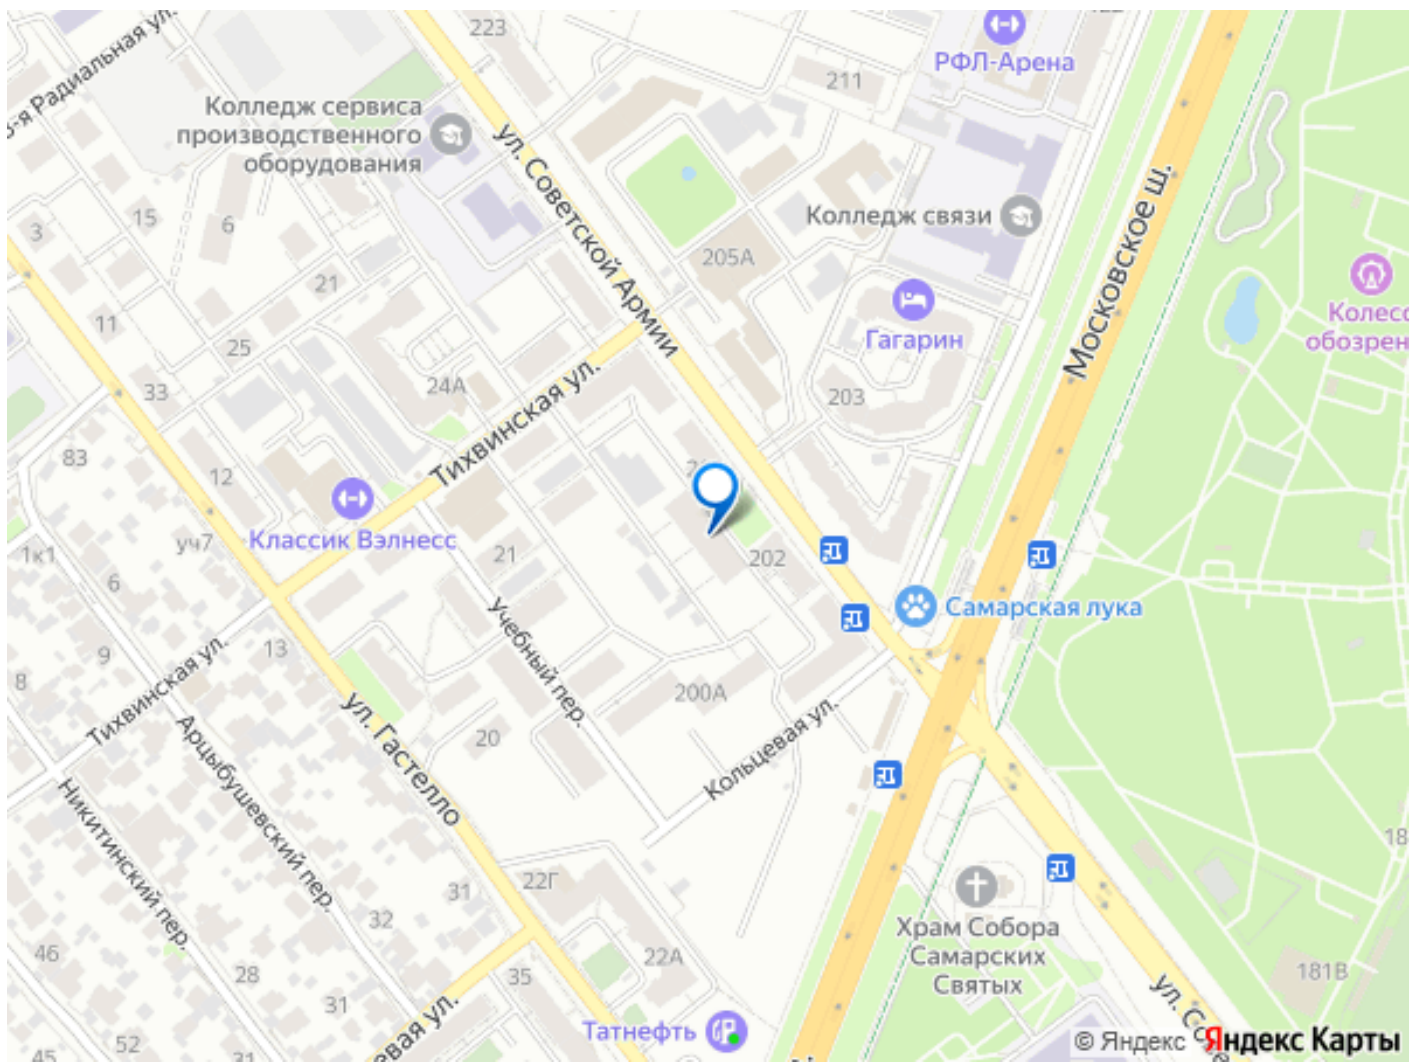 223
РФЛ-Арена
211
Колледж сервиса
производственного
оборудования
ул. Советской Армии
Московское ш.
15
6
3
Колледж связи
205А
21
Гагарин
Колесо
обозрен
11
25
33
24А
203
Тихвинская ул.
83
12
Классик Вэлнесс
уч7
1к1
6
21
202
Учебный пер.
Самарская лука
9
13
8
Тихвинская ул.
ул. Гастелло
200А
20
Кольцевая ул.
Арцыбушевский пер.
Никитинский пер.
18
22Г
31
32
Храм Собора
Самарских
Святых
46
28
22А
35
181В
31
Татнефть
52
45
евая ул.
© Яндекс Яндекс Карты